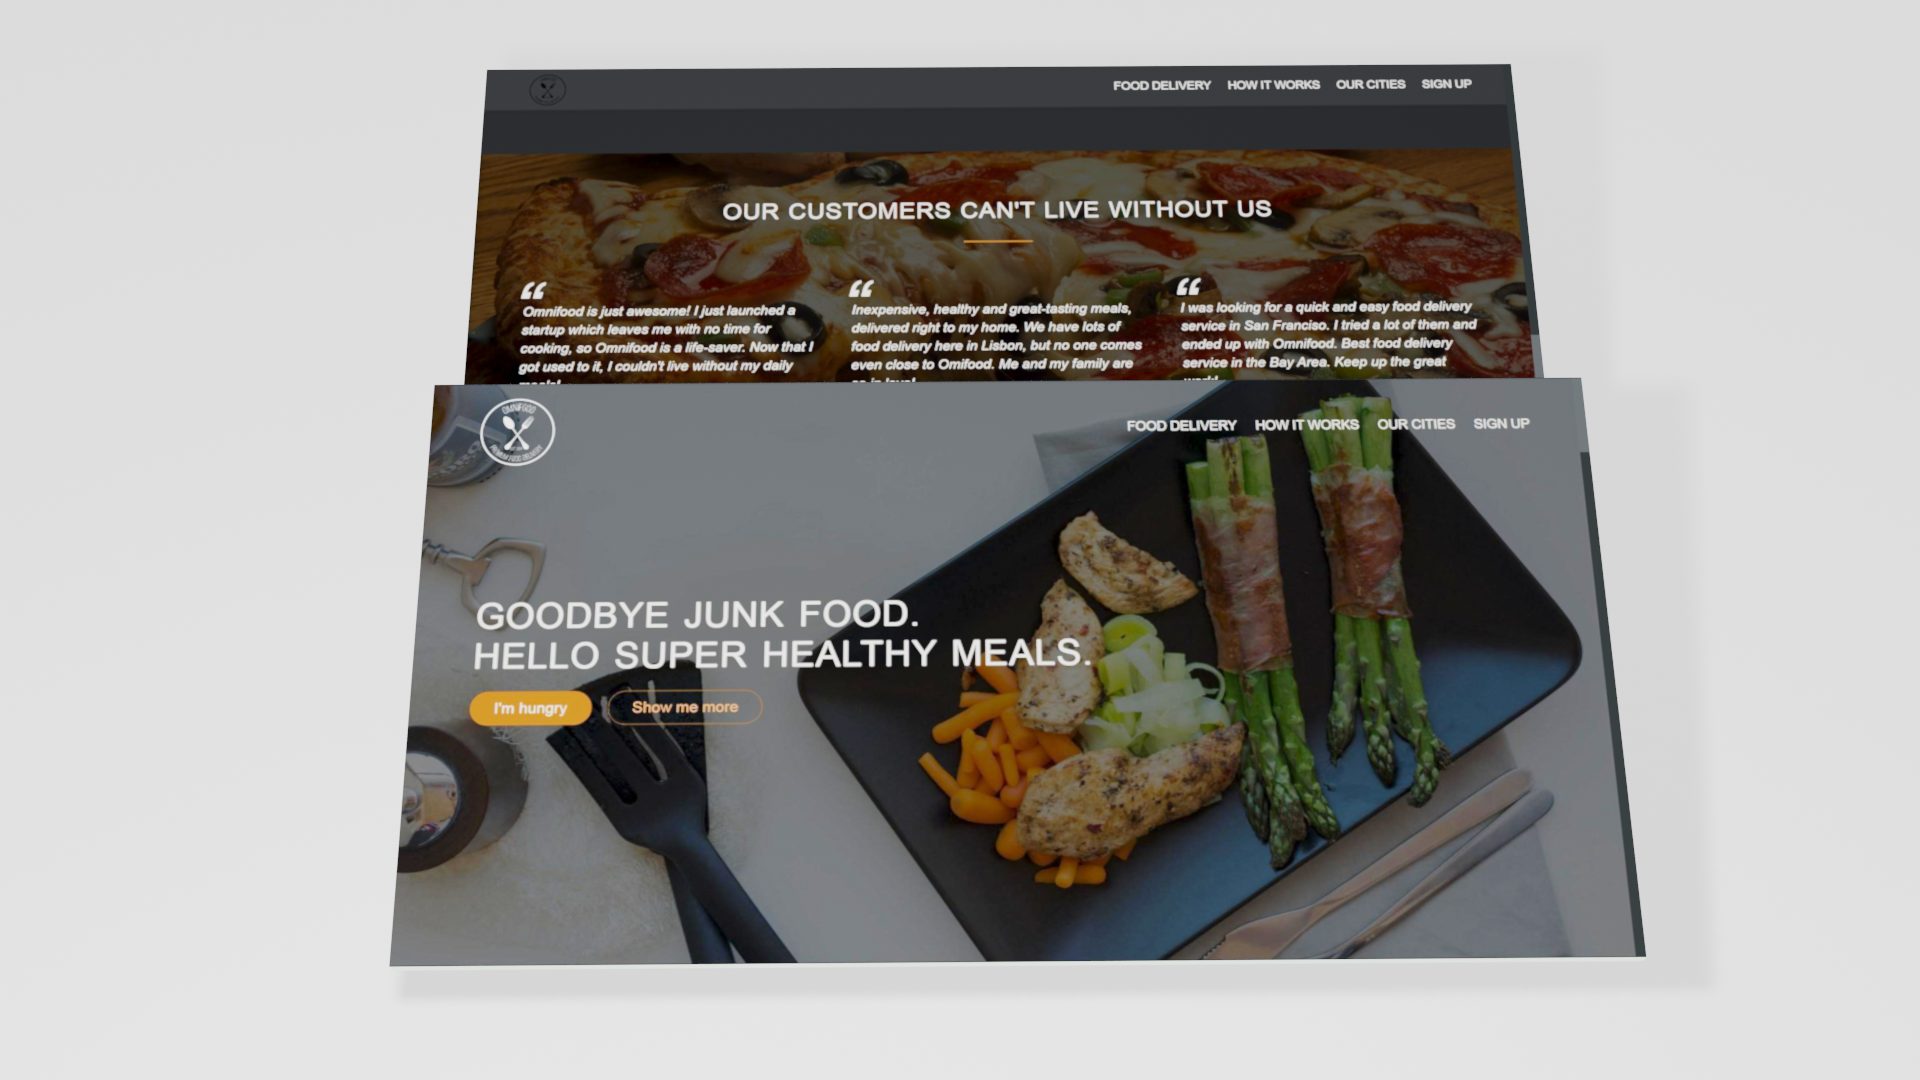 FOOD DELIVERY HOW IT WORKS OUR CITIES SIGN UP
OUR CUSTOMERS CAN'T LIVE WITHOUT US
Omnifood is just awesome! I just launched a
startup which leaves me with no time for
cooking, so Omnifood is a life-saver. Now that I
got used to it, I couldn't live without my daily
Inexpensive, healthy and great-tasting meals,
delivered right to my home. We have lots of
food delivery here in Lisbon, but no one comes
even close to Omifood. Me and my family are
I was looking for a quick and easy food delivery
service in San Franciso. I tried a lot of them and
ended up with Omnifood. Best food delivery
service in the Bay Area. Keep up the great
OMNIFOOD
PREMIUM FOOD DELIVERY
FOOD DELIVERY HOW IT WORKS OUR CITIES SIGN UP
GOODBYE JUNK FOOD.
HELLO SUPER HEALTHY MEALS.
I'm hungry Show me more